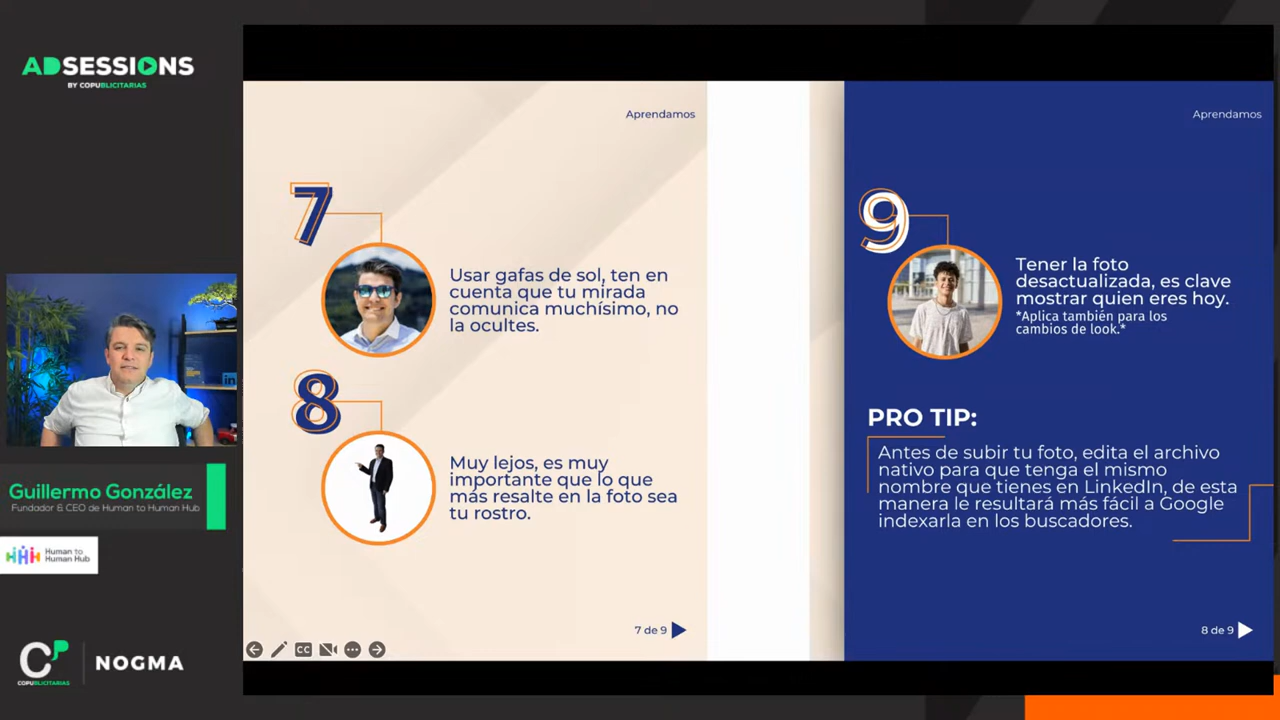 ADSESSIONS
BY COPUBLICITARIAS
Guillermo González
Fundador & CEO de Human to Human Hub
Human to
Human Hub
CP
COPUBLICITARIAS
NOGMA
Aprendamos
7
Usar gafas de sol, ten en
cuenta que tu mirada
comunica muchísimo, no
la ocultes.
8
Muy lejos, es muy
importante que lo que
más resalte en la foto sea
tu rostro.
7 de 9
CC
Aprendamos
9
Tener la foto
desactualizada, es clave
mostrar quien eres hoy.
*Aplica también para los
cambios de look.*
PRO TIP:
Antes de subir tu foto, edita el archivo
nativo para que tenga el mismo
nombre que tienes en LinkedIn, de esta
manera le resultará más fácil a Google
indexarla en los buscadores.
8 de 9